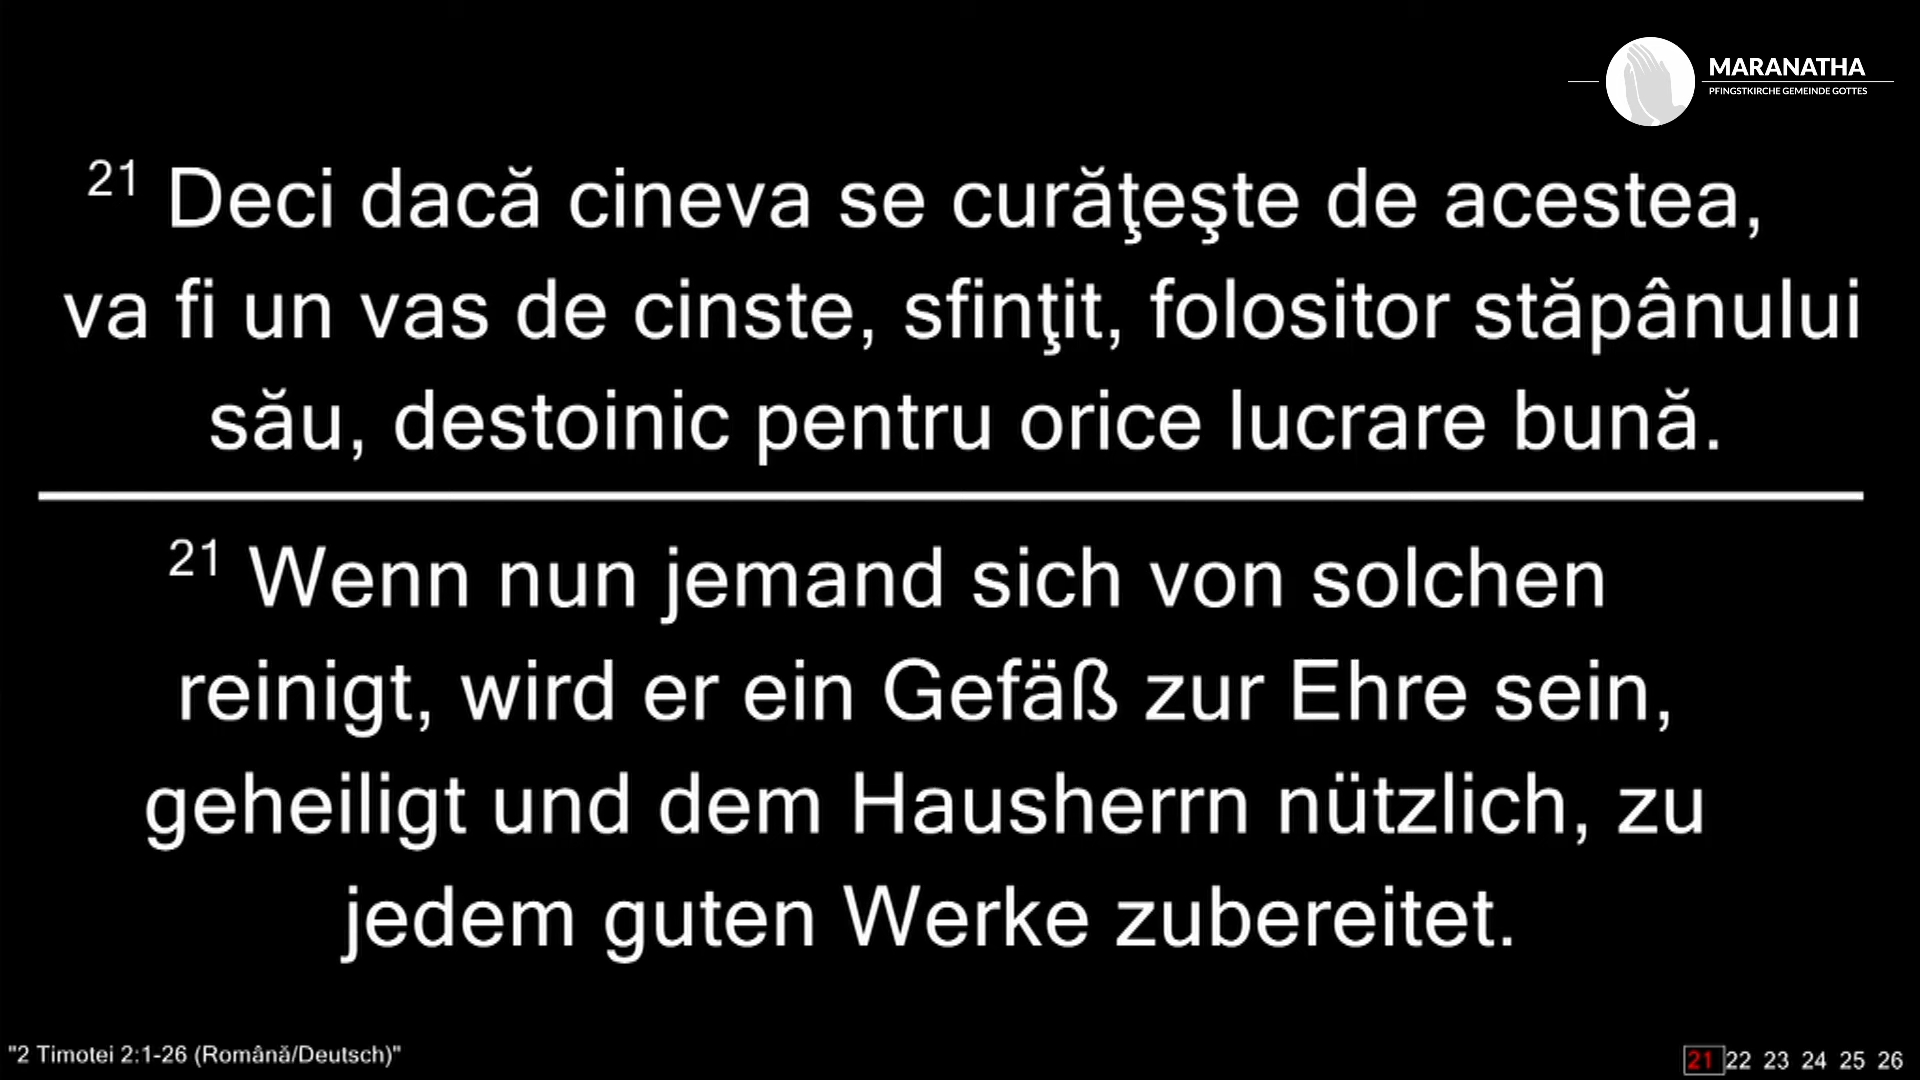 MARANATHA
PFINGSTKIRCHE GEMEINDE GOTTES
21 Deci dacă cineva se curăţeşte de acestea,
va fi un vas de cinste, sfinţit, folositor stăpânului
său, destoinic pentru orice lucrare bună.
21 Wenn nun jemand sich von solchen
reinigt, wird er ein Gefäß zur Ehre sein,
geheiligt und dem Hausherrn nützlich, zu
jedem guten Werke zubereitet.
"2 Timotei 2:1-26 (Română/Deutsch)"
21 22 23 24 25 26